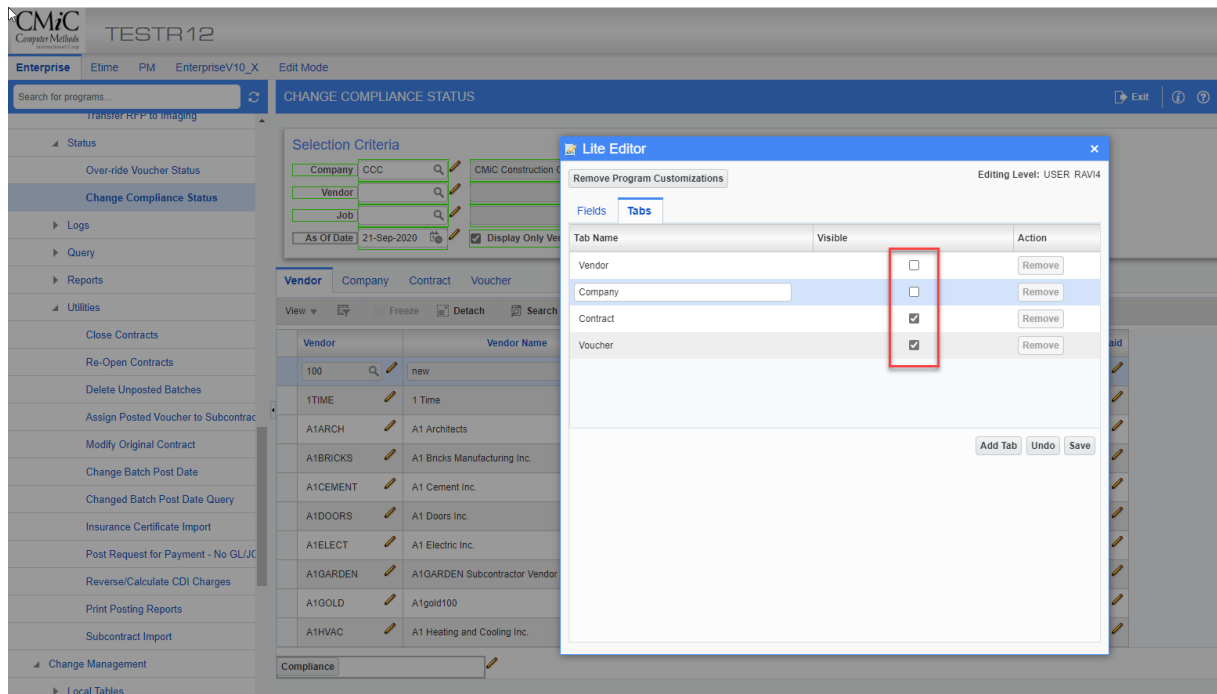 CMiC
Computer Methods
International Corp
TESTR12
Enterprise Etime PM EnterpriseV10_X Edit Mode
Search for programs...
CHANGE COMPLIANCE STATUS
Exit
Transfer RFP to Imaging
Status
Over-ride Voucher Status
Change Compliance Status
Logs
Query
Reports
Utilities
Close Contracts
Re-Open Contracts
Delete Unposted Batches
Assign Posted Voucher to Subcontrac
Modify Original Contract
Change Batch Post Date
Changed Batch Post Date Query
Insurance Certificate Import
Post Request for Payment - No GL/JC
Reverse/Calculate CDI Charges
Print Posting Reports
Subcontract Import
Change Management
Local Tables
Selection Criteria
Company CCC CMiC Construction C
Vendor
Job
As Of Date 21-Sep-2020 Display Only Ve
Vendor Company Contract Voucher
View Freeze Detach Search
Vendor Vendor Name aid
100 new
1TIME 1 Time
A1ARCH A1 Architects
A1BRICKS A1 Bricks Manufacturing Inc.
A1CEMENT A1 Cement Inc.
A1DOORS A1 Doors Inc.
A1ELECT A1 Electric Inc.
A1GARDEN A1GARDEN Subcontractor Vendor
A1GOLD A1gold100
A1HVAC A1 Heating and Cooling Inc.
Compliance
Lite Editor
Remove Program Customizations Editing Level: USER RAVI4
Fields Tabs
Tab Name Visible Action
Vendor Remove
Company Remove
Contract Remove
Voucher Remove
Add Tab Undo Save